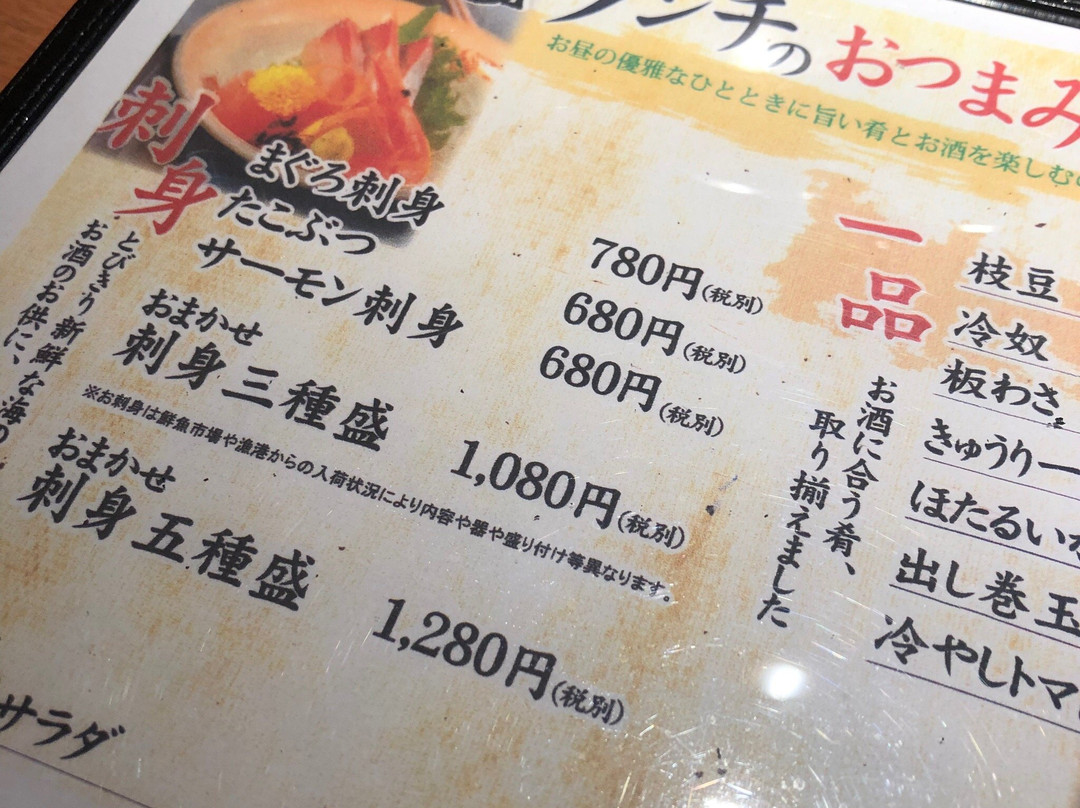 ランチのおつまみ
お昼の優雅なひとときに旨い肴とお酒を楽しむ
刺身
とびきり新鮮な海の
お酒のお供に、
まぐろ刺身 780円(税別)
たこぶつ 680円(税別)
サーモン刺身 680円(税別)
おまかせ
刺身三種盛 1,080円(税別)
※お刺身は鮮魚市場や漁港からの入荷状況により内容や器や盛り付け等異なります。
おまかせ
刺身五種盛 1,280円(税別)
サラダ
一品
お酒に合う肴、
取り揃えました
枝豆
冷奴
板わさ
きゅうり一
ほたるいか
出し巻玉
冷やしトマ